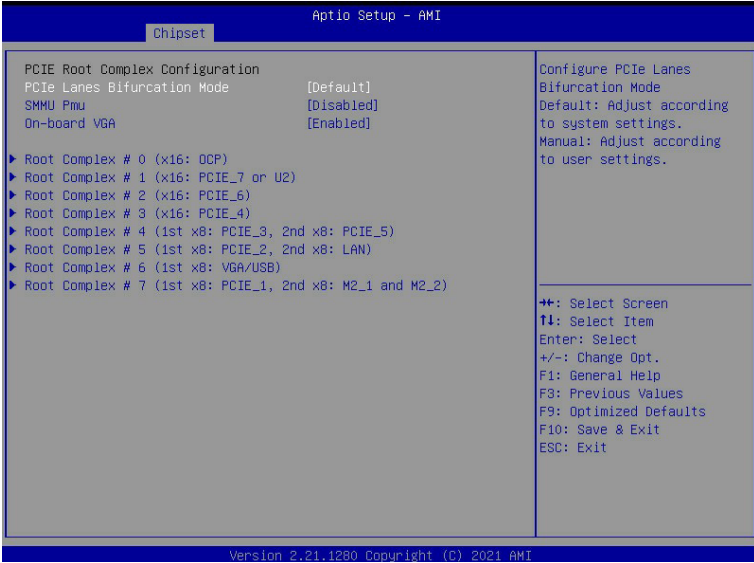 Aptio Setup – AMI
Chipset
PCIE Root Complex Configuration
PCIe Lanes Bifurcation Mode [Default]
SMMU Pmu [Disabled]
On-board VGA [Enabled]
▶ Root Complex # 0 (x16: OCP)
▶ Root Complex # 1 (x16: PCIE_7 or U2)
▶ Root Complex # 2 (x16: PCIE_6)
▶ Root Complex # 3 (x16: PCIE_4)
▶ Root Complex # 4 (1st x8: PCIE_3, 2nd x8: PCIE_5)
▶ Root Complex # 5 (1st x8: PCIE_2, 2nd x8: LAN)
▶ Root Complex # 6 (1st x8: VGA/USB)
▶ Root Complex # 7 (1st x8: PCIE_1, 2nd x8: M2_1 and M2_2)
Configure PCIe Lanes
Bifurcation Mode
Default: Adjust according
to system settings.
Manual: Adjust according
to user settings.
→←: Select Screen
↑↓: Select Item
Enter: Select
+/-: Change Opt.
F1: General Help
F3: Previous Values
F9: Optimized Defaults
F10: Save & Exit
ESC: Exit
Version 2.21.1280 Copyright (C) 2021 AMI